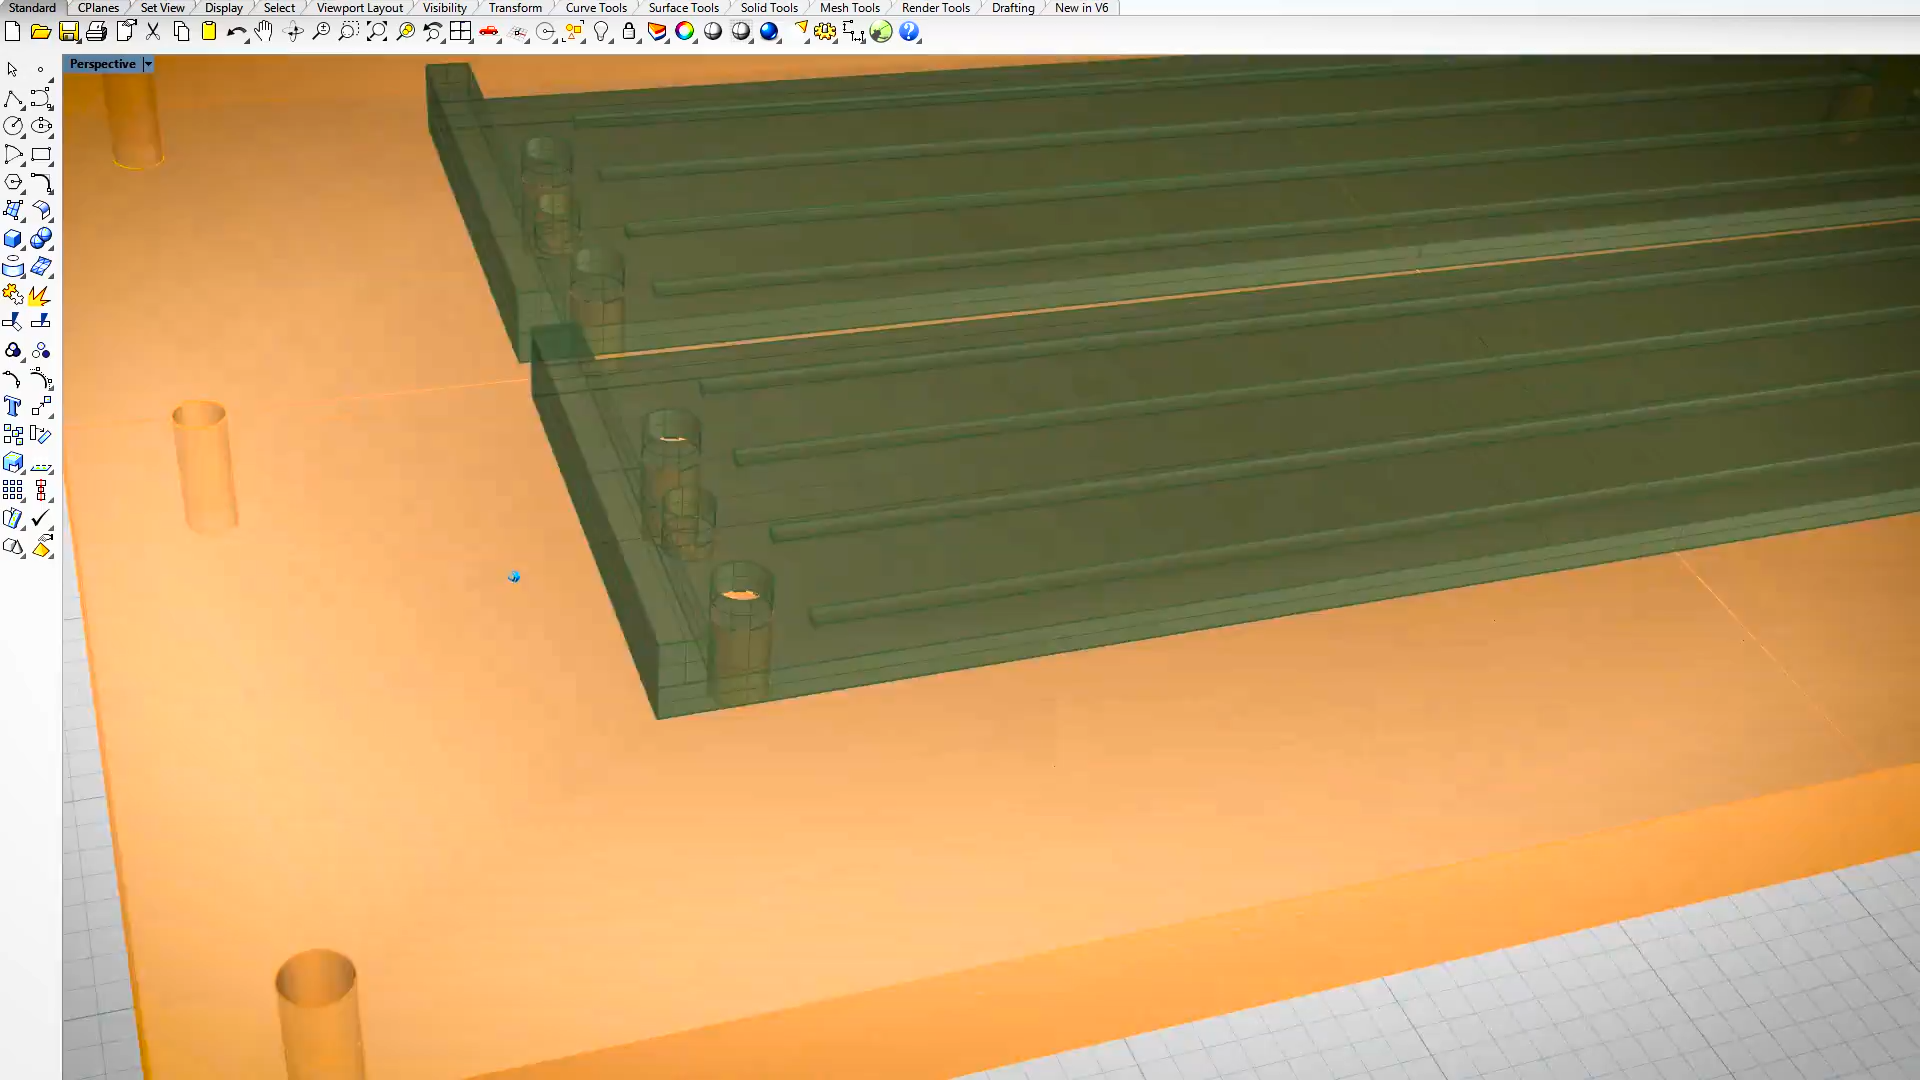 Standard CPlanes Set View Display Select Viewport Layout Visibility Transform Curve Tools Surface Tools Solid Tools Mesh Tools Render Tools Drafting New in V6
Perspective